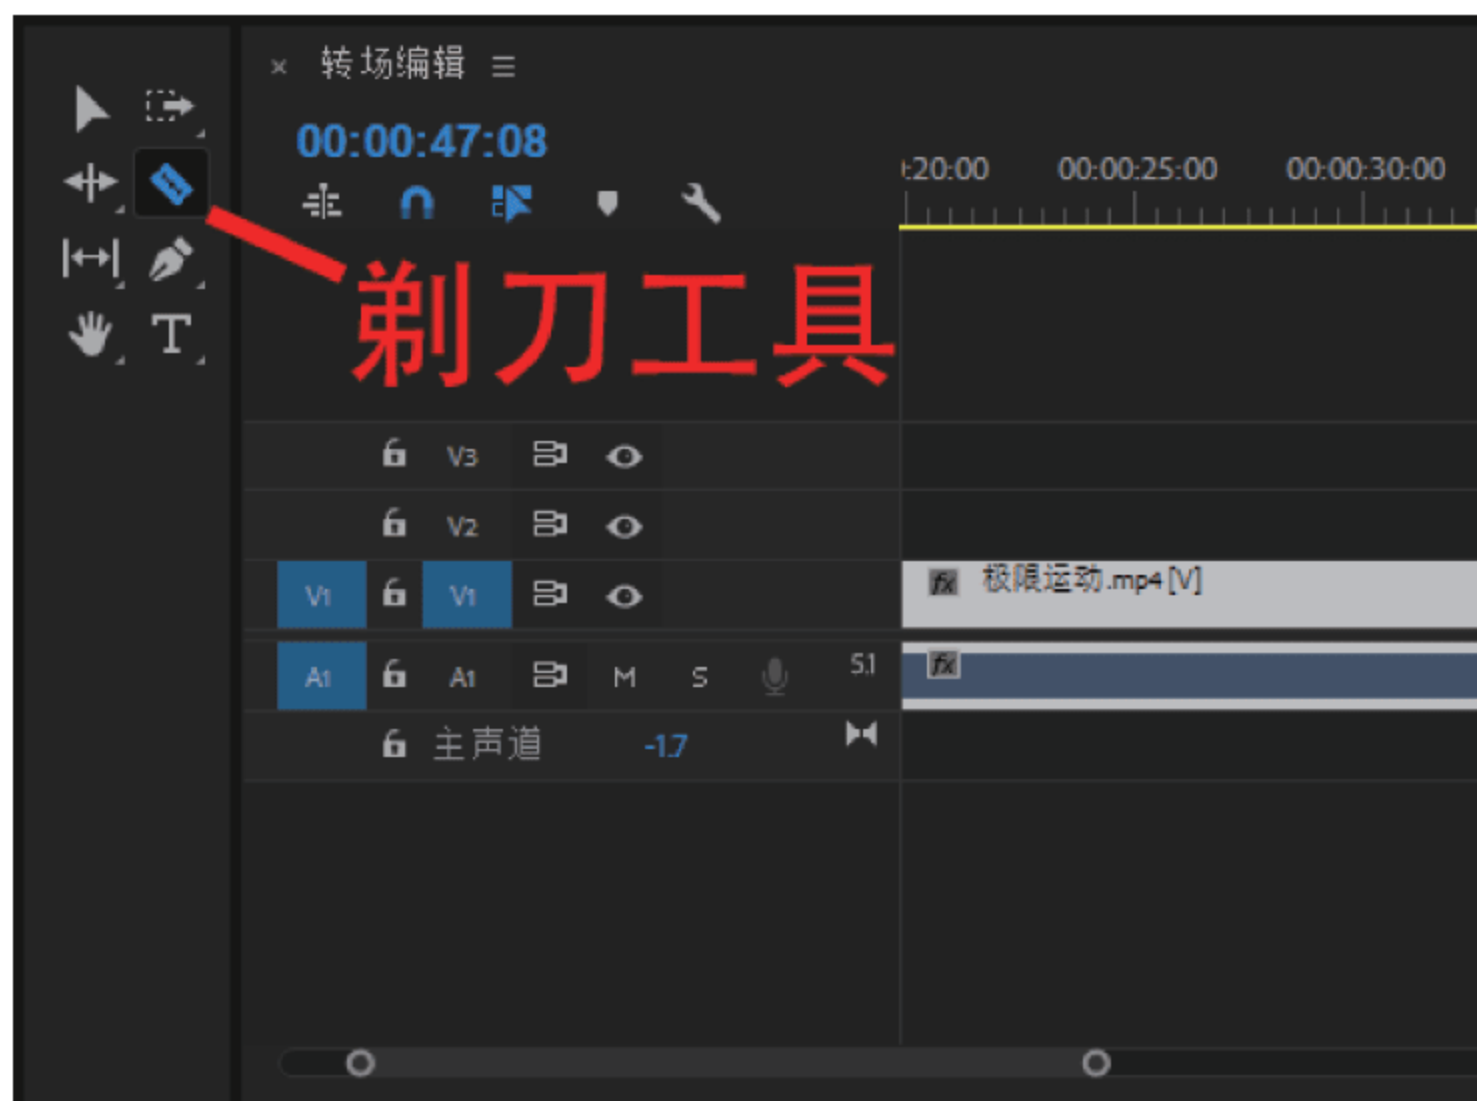 × 转场编辑 ≡
00:00:47:08
:20:00 00:00:25:00 00:00:30:00
剃刀工具
T
V3
V2
V1 V1 fx 极限运动.mp4 [V]
A1 A1 M S 5.1 fx
主声道 -1.7